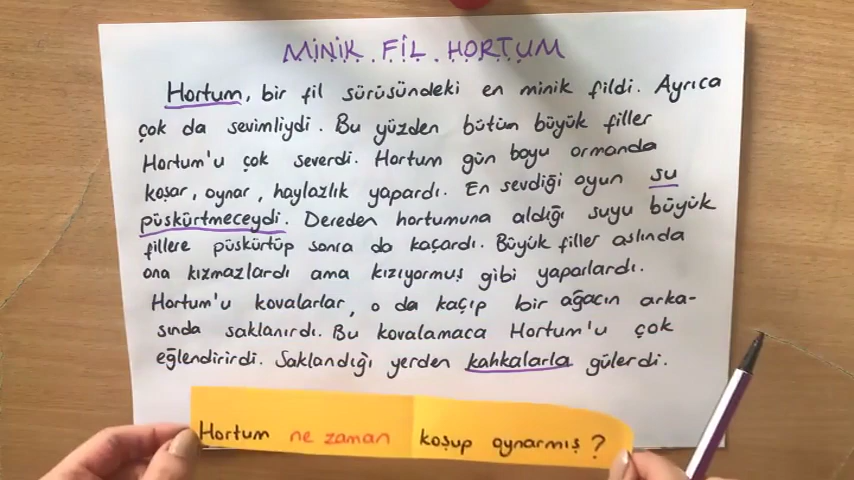 MİNİK FİL HORTUM
Hortum, bir fil sürüsündeki en minik fildi. Ayrıca
çok da sevimliydi. Bu yüzden bütün büyük filler
Hortum'u çok severdi. Hortum gün boyu ormanda
koşar, oynar, haylazlık yapardı. En sevdiği oyun su
püskürtmeceydi. Dereden hortumuna aldığı suyu büyük
fillere püskürtüp sonra da kaçardı. Büyük filler aslında
ona kızmazlardı ama kızıyormuş gibi yaparlardı.
Hortum'u kovalarlar, o da kaçıp bir ağacın arka-
sında saklanırdı. Bu kovalamaca Hortum'u çok
eğlendirirdi. Saklandığı yerden kahkalarla gülerdi.
Hortum ne zaman koşup oynarmış?